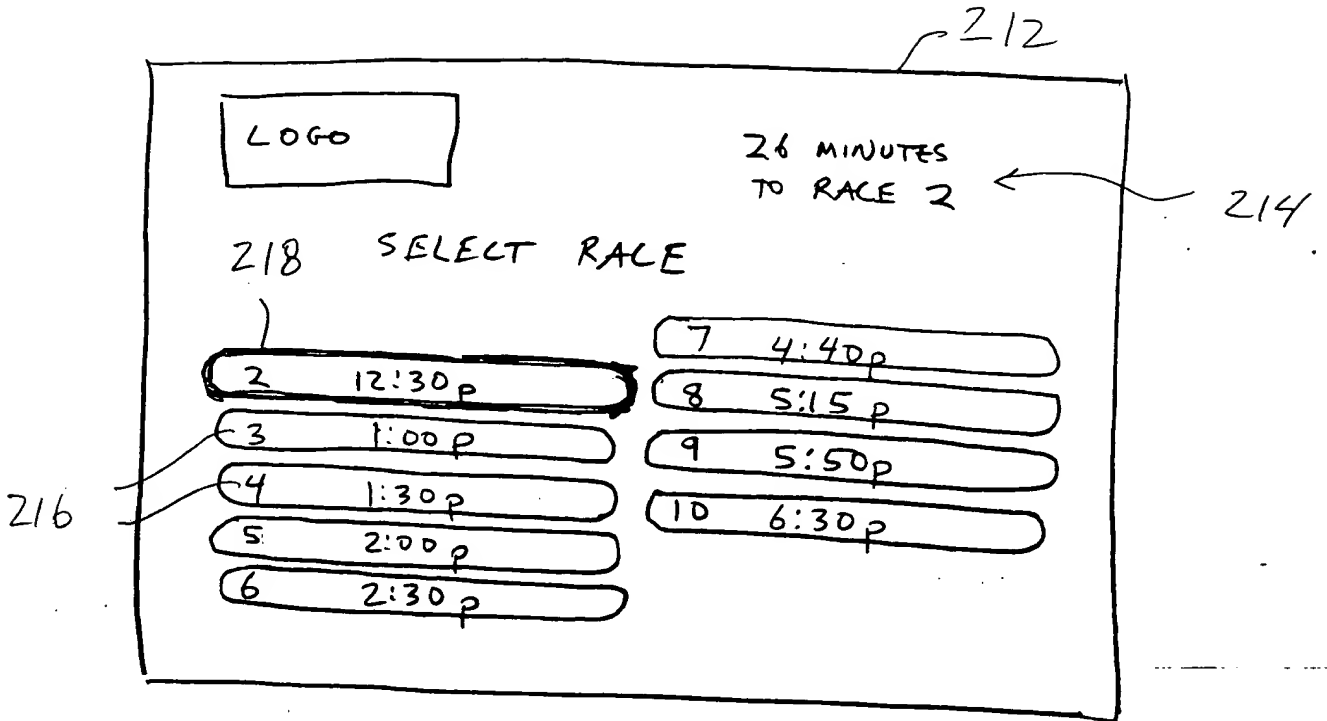 212
LOGO
26 MINUTES
TO RACE 2
214
218
SELECT RACE
2 12:30p
3 1:00p
4 1:30p
5 2:00p
6 2:30p
216
7 4:40p
8 5:15p
9 5:50p
10 6:30p